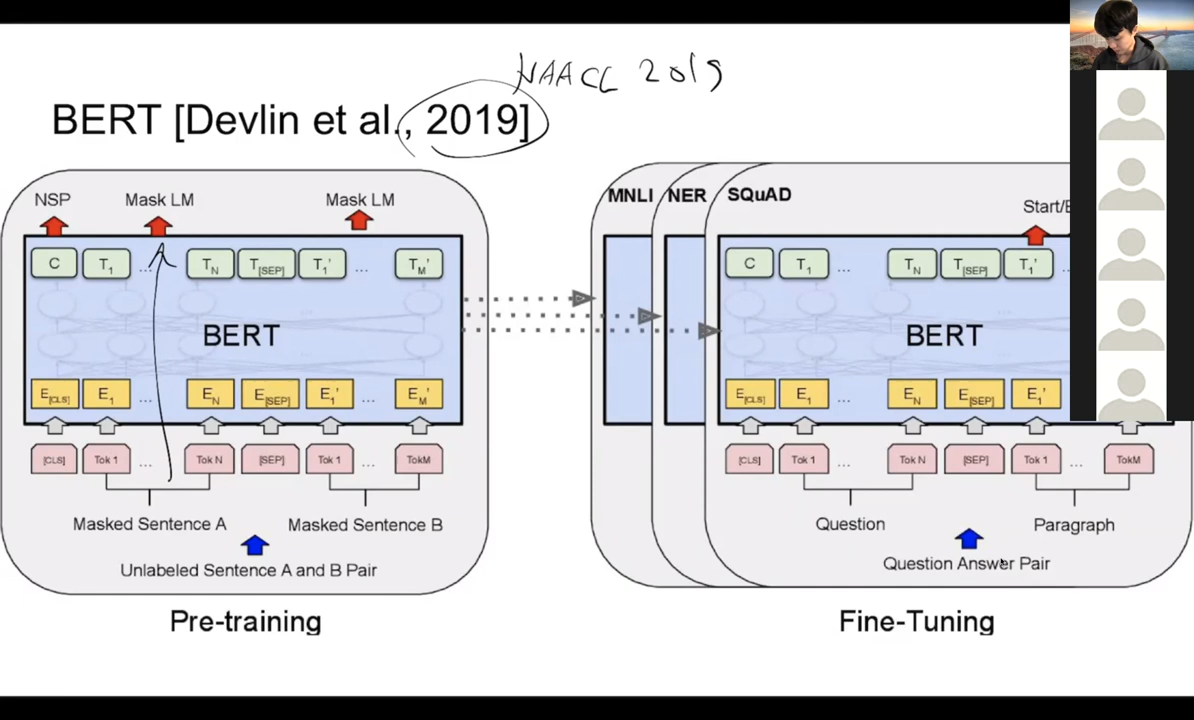 NAACL 2019
BERT [Devlin et al., 2019]
NSP Mask LM Mask LM
C T1 ... TN T[SEP] T1' ... TM'
BERT
E[CLS] E1 ... EN E[SEP] E1' ... EM'
[CLS] Tok 1 ... Tok N [SEP] Tok 1 ... TokM
Masked Sentence A Masked Sentence B
Unlabeled Sentence A and B Pair
Pre-training
MNLI NER SQuAD
Start/E
C T1 ... TN T[SEP] T1' ..
BERT
E[CLS] E1 ... EN E[SEP] E1'
[CLS] Tok 1 ... Tok N [SEP] Tok 1 ... TokM
Question Paragraph
Question Answer Pair
Fine-Tuning